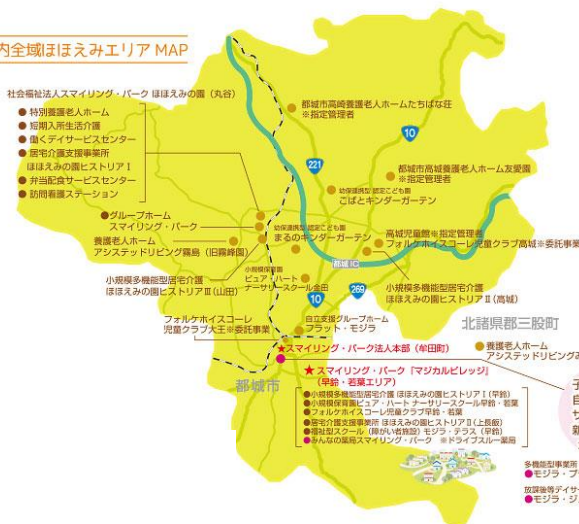 内全域ほほえみエリア MAP
社会福祉法人スマイリング・パーク ほほえみの園（丸谷）
● 特別養護老人ホーム
● 短期入所生活介護
● 働くデイサービスセンター
● 居宅介護支援事業所
ほほえみの園ヒストリアⅠ
● 弁当配食サービスセンター
● 訪問看護ステーション
●グループホーム
スマイリング・パーク
養護老人ホーム
アシステッドリビング霧島（旧霧峰園）
小規模多機能型居宅介護
ほほえみの園ヒストリアⅢ（山田）
フォルケホイスコーレ
児童クラブ大王※委託事業
都城市高崎養護老人ホームたちばな荘
※指定管理者
10
221
都城市高城養護老人ホーム友愛園
※指定管理者
幼保連携型 認定こども園
こばとキンダーガーテン
幼保連携型 認定こども園
まるのキンダーガーテン
高城児童館※指定管理者
フォルケホイスコーレ児童クラブ高城※委託事業
都城IC
小規模保育園
ピュア・ハート
ナーサリースクール金田
小規模多機能型居宅介護
ほほえみの園ヒストリアⅡ（高城）
269
10
自立支援グループホーム
フラット・モジラ
北諸県郡三股町
★スマイリング・パーク法人本部（牟田町）
養護老人ホーム
アシステッドリビングみ
都城市
★ スマイリング・パーク『マジカルビレッジ』
（早鈴・若葉エリア）
●小規模多機能型居宅介護 ほほえみの園ヒストリアⅠ（早鈴）
●小規模保育園ピュア・ハート ナーサリースクール早鈴・若葉
●フォルケホイスコーレ児童クラブ早鈴・若葉
●居宅介護支援事業所 ほほえみの園ヒストリアⅡ（上長飯）
●福祉型スクール（障がい者施設）モジラ・テラス（早鈴）
●みんなの薬局スマイリング・パーク ※ドライブスルー薬局
子
自
サ
新
多機能型事業所
●モジラ・プ
放課後等デイサー
●モジラ・ジ